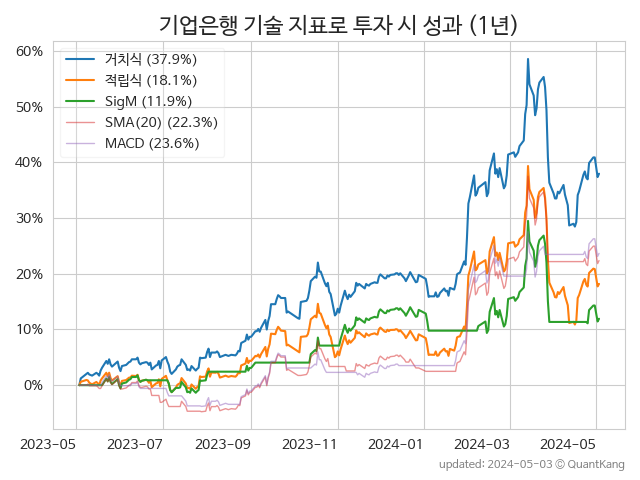 기업은행 기술 지표로 투자 시 성과 (1년)
거치식 (37.9%)
적립식 (18.1%)
SigM (11.9%)
SMA(20) (22.3%)
MACD (23.6%)
60%
50%
40%
30%
20%
10%
0%
2023-05 2023-07 2023-09 2023-11 2024-01 2024-03 2024-05
updated: 2024-05-03 © QuantKang